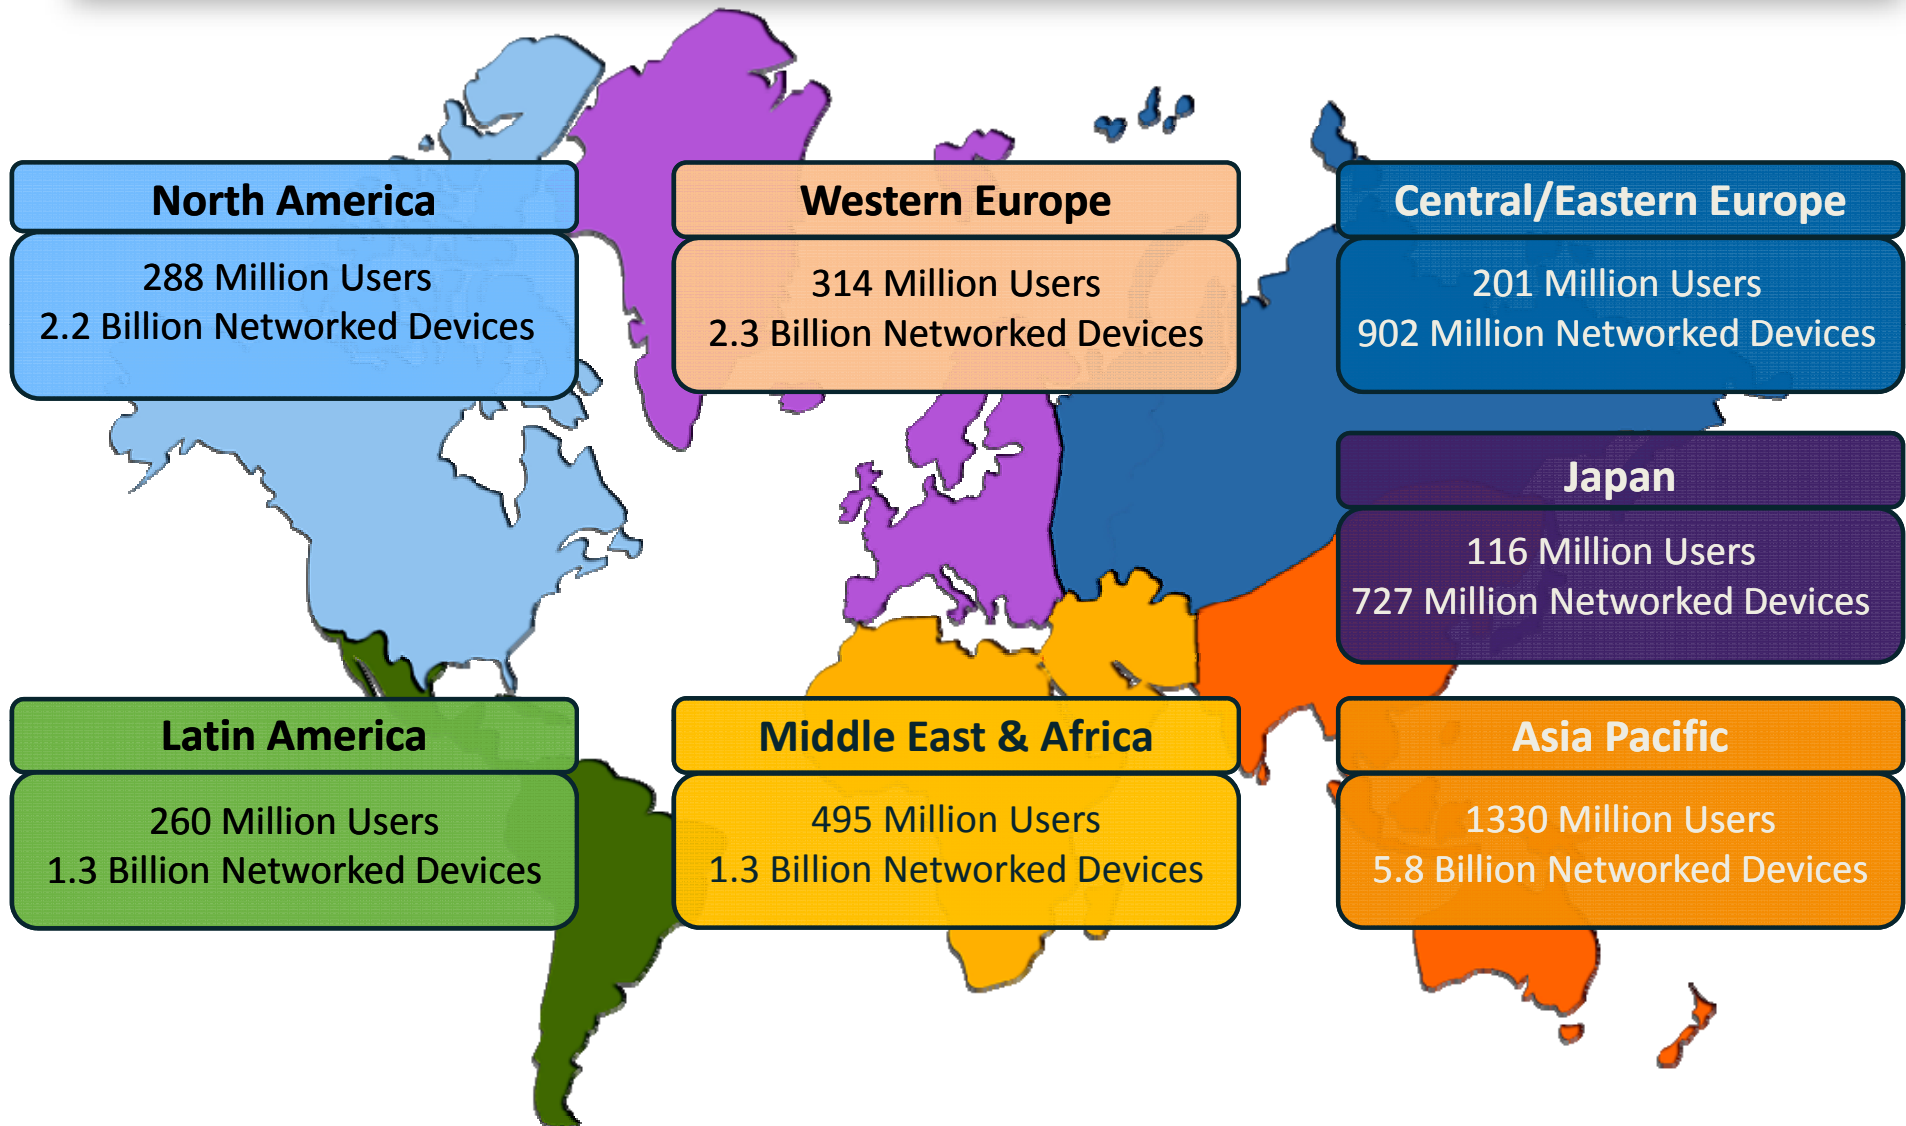 North America
288 Million Users
2.2 Billion Networked Devices
Western Europe
314 Million Users
2.3 Billion Networked Devices
Central/Eastern Europe
201 Million Users
902 Million Networked Devices
Japan
116 Million Users
727 Million Networked Devices
Latin America
260 Million Users
1.3 Billion Networked Devices
Middle East & Africa
495 Million Users
1.3 Billion Networked Devices
Asia Pacific
1330 Million Users
5.8 Billion Networked Devices